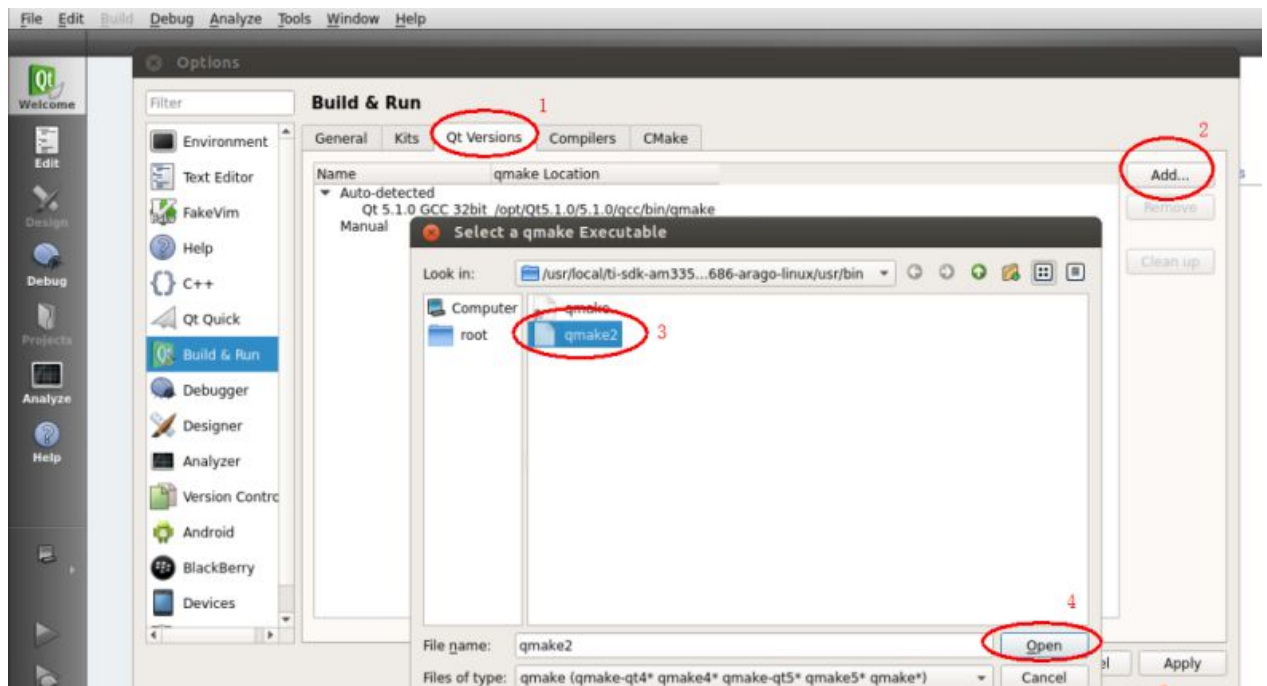 File Edit Build Debug Analyze Tools Window Help
Options
Welcome
Edit
Design
Debug
Projects
Analyze
Help
Filter
Environment
Text Editor
FakeVim
Help
C++
Qt Quick
Build & Run
Debugger
Designer
Analyzer
Version Contro
Android
BlackBerry
Devices
Build & Run
1
General Kits Qt Versions Compilers CMake
2
Name qmake Location
Auto-detected
Qt 5.1.0 GCC 32bit /opt/Qt5.1.0/5.1.0/gcc/bin/qmake
Manual
Add...
Remove
Clean up
Select a qmake Executable
Look in: /usr/local/ti-sdk-am335...686-arago-linux/usr/bin
Computer
root
qmake
qmake2
3
4
File name: qmake2 Open
Files of type: qmake (qmake-qt4* qmake4* qmake-qt5* qmake5* qmake*) Cancel
el Apply